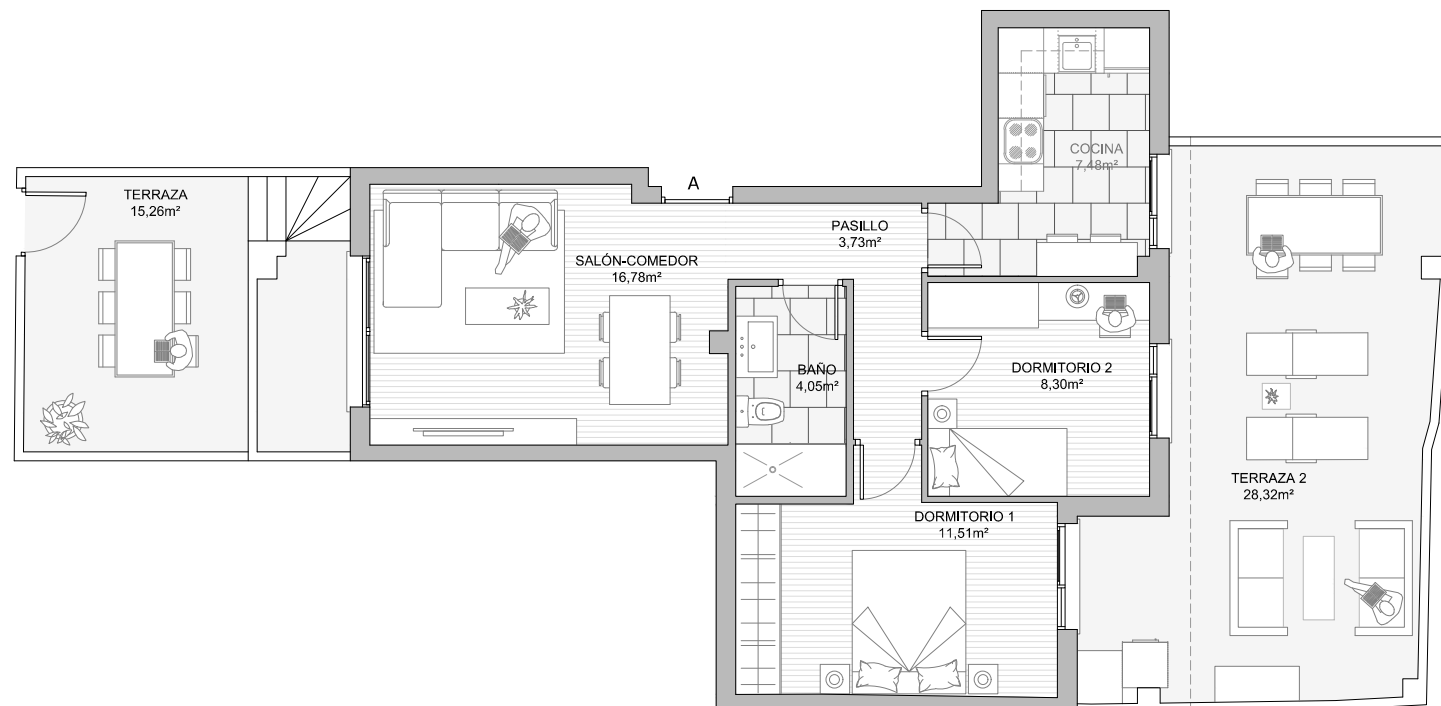 A
COCINA
7,48m²
TERRAZA
15,26m²
PASILLO
3,73m²
SALÓN-COMEDOR
16,78m²
BAÑO
4,05m²
DORMITORIO 2
8,30m²
TERRAZA 2
28,32m²
DORMITORIO 1
11,51m²